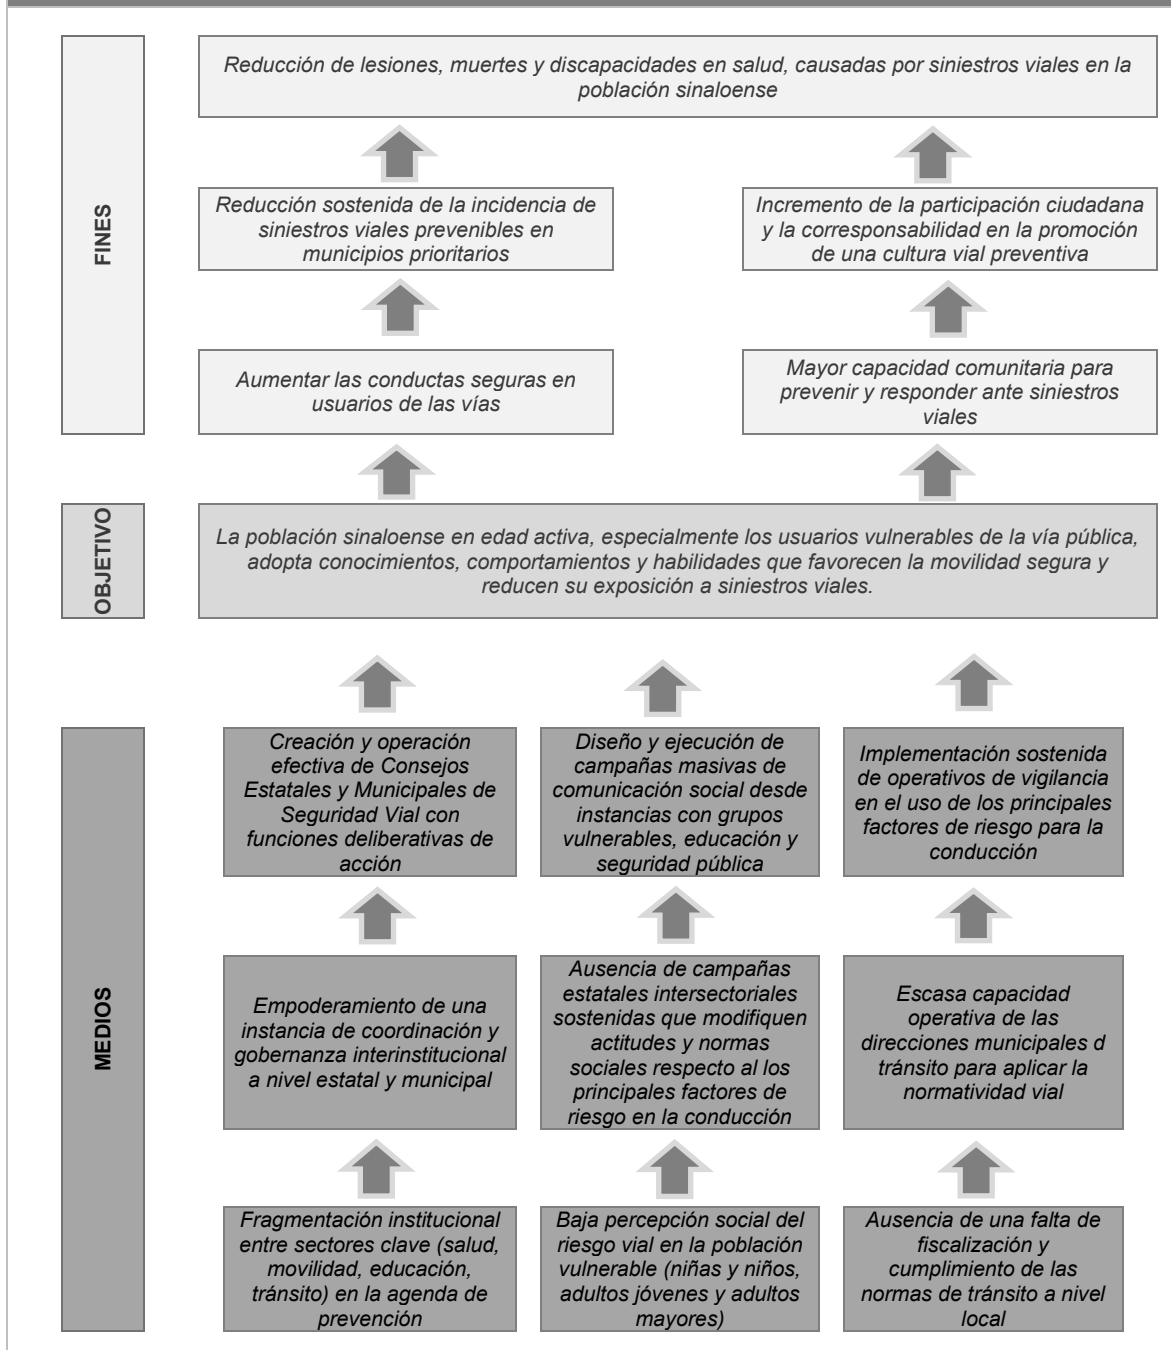 FINES
Reducción de lesiones, muertes y discapacidades en salud, causadas por siniestros viales en la
población sinaloense
Reducción sostenida de la incidencia de
siniestros viales prevenibles en
municipios prioritarios
Incremento de la participación ciudadana
y la corresponsabilidad en la promoción
de una cultura vial preventiva
Aumentar las conductas seguras en
usuarios de las vías
Mayor capacidad comunitaria para
prevenir y responder ante siniestros
viales
OBJETIVO
La población sinaloense en edad activa, especialmente los usuarios vulnerables de la vía pública,
adopta conocimientos, comportamientos y habilidades que favorecen la movilidad segura y
reducen su exposición a siniestros viales.
MEDIOS
Creación y operación
efectiva de Consejos
Estatales y Municipales de
Seguridad Vial con
funciones deliberativas de
acción
Diseño y ejecución de
campañas masivas de
comunicación social desde
instancias con grupos
vulnerables, educación y
seguridad pública
Implementación sostenida
de operativos de vigilancia
en el uso de los principales
factores de riesgo para la
conducción
Empoderamiento de una
instancia de coordinación y
gobernanza interinstitucional
a nivel estatal y municipal
Ausencia de campañas
estatales intersectoriales
sostenidas que modifiquen
actitudes y normas
sociales respecto al los
principales factores de
riesgo en la conducción
Escasa capacidad
operativa de las
direcciones municipales d
tránsito para aplicar la
normatividad vial
Fragmentación institucional
entre sectores clave (salud,
movilidad, educación,
tránsito) en la agenda de
prevención
Baja percepción social del
riesgo vial en la población
vulnerable (niñas y niños,
adultos jóvenes y adultos
mayores)
Ausencia de una falta de
fiscalización y
cumplimiento de las
normas de tránsito a nivel
local